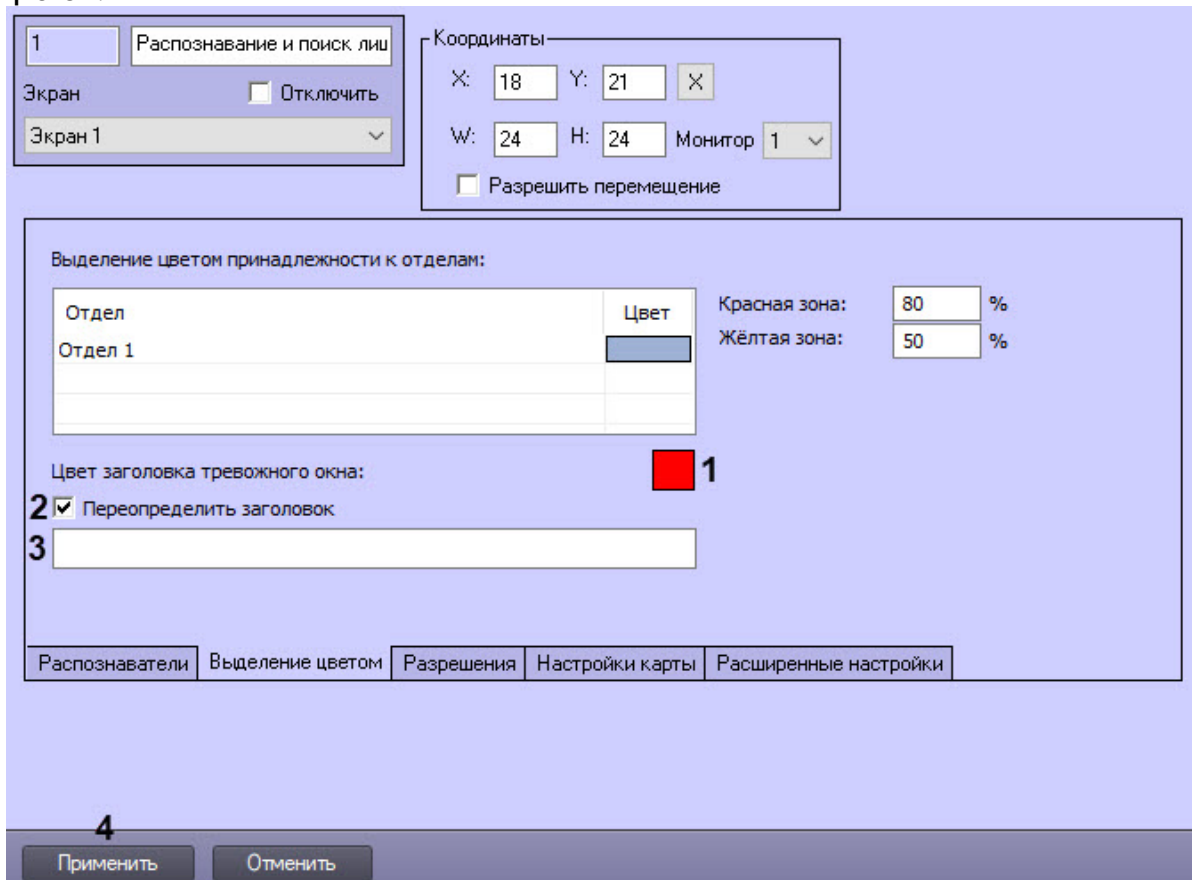 1 Распознавание и поиск лиц
Экран Отключить
Экран 1
Координаты
X: 18 Y: 21 X
W: 24 H: 24 Монитор 1
Разрешить перемещение
Выделение цветом принадлежности к отделам:
Отдел Цвет
Отдел 1
Красная зона: 80 %
Жёлтая зона: 50 %
Цвет заголовка тревожного окна: 1
2 Переопределить заголовок
3
Распознаватели Выделение цветом Разрешения Настройки карты Расширенные настройки
4
Применить Отменить